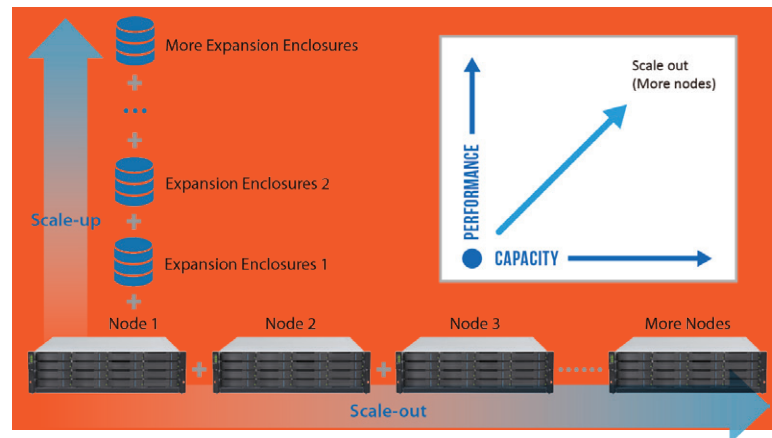 More Expansion Enclosures
Scale out
(More nodes)
Expansion Enclosures 2
PERFORMANCE
Scale-up
Expansion Enclosures 1
CAPACITY
Node 1
Node 2
Node 3
More Nodes
Scale-out